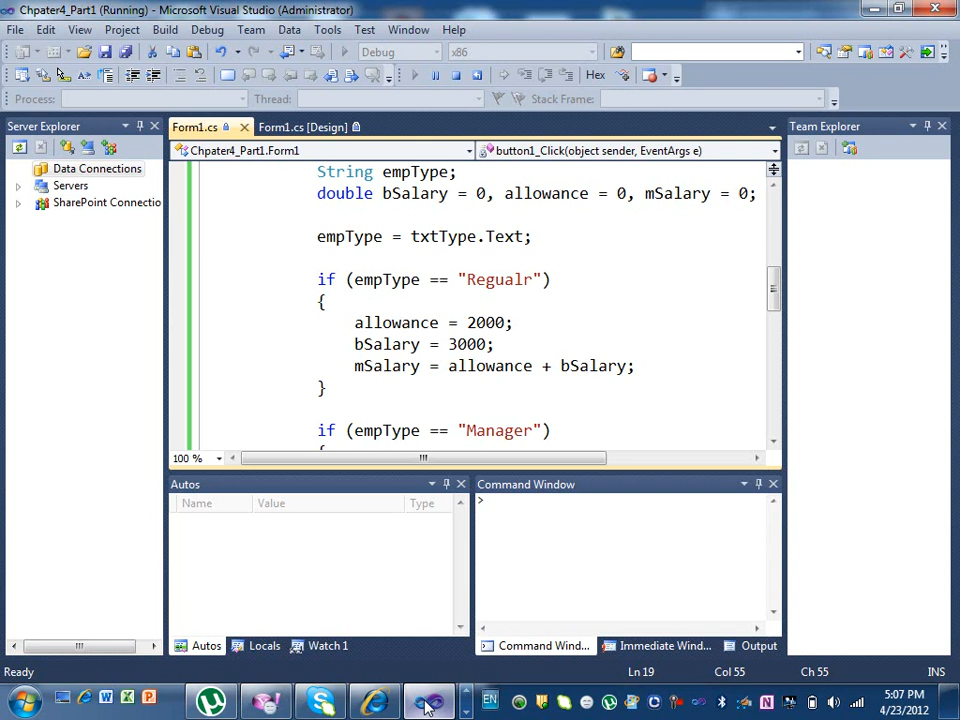 Chpater4_Part1 (Running) - Microsoft Visual Studio (Administrator)
File Edit View Project Build Debug Team Data Tools Test Window Help
Debug x86
Hex
Process: Thread: Stack Frame:
Server Explorer
Data Connections
Servers
SharePoint Connectio
Form1.cs Form1.cs [Design]
Chpater4_Part1.Form1 button1_Click(object sender, EventArgs e)
String empType;
double bSalary = 0, allowance = 0, mSalary = 0;
empType = txtType.Text;
if (empType == "Regualr")
{
allowance = 2000;
bSalary = 3000;
mSalary = allowance + bSalary;
}
if (empType == "Manager")
{
100 %
Team Explorer
Autos
Name Value Type
Autos Locals Watch 1
Command Window
>
Command Wind... Immediate Wind... Output
Ready Ln 19 Col 55 Ch 55 INS
EN
5:07 PM
4/23/2012